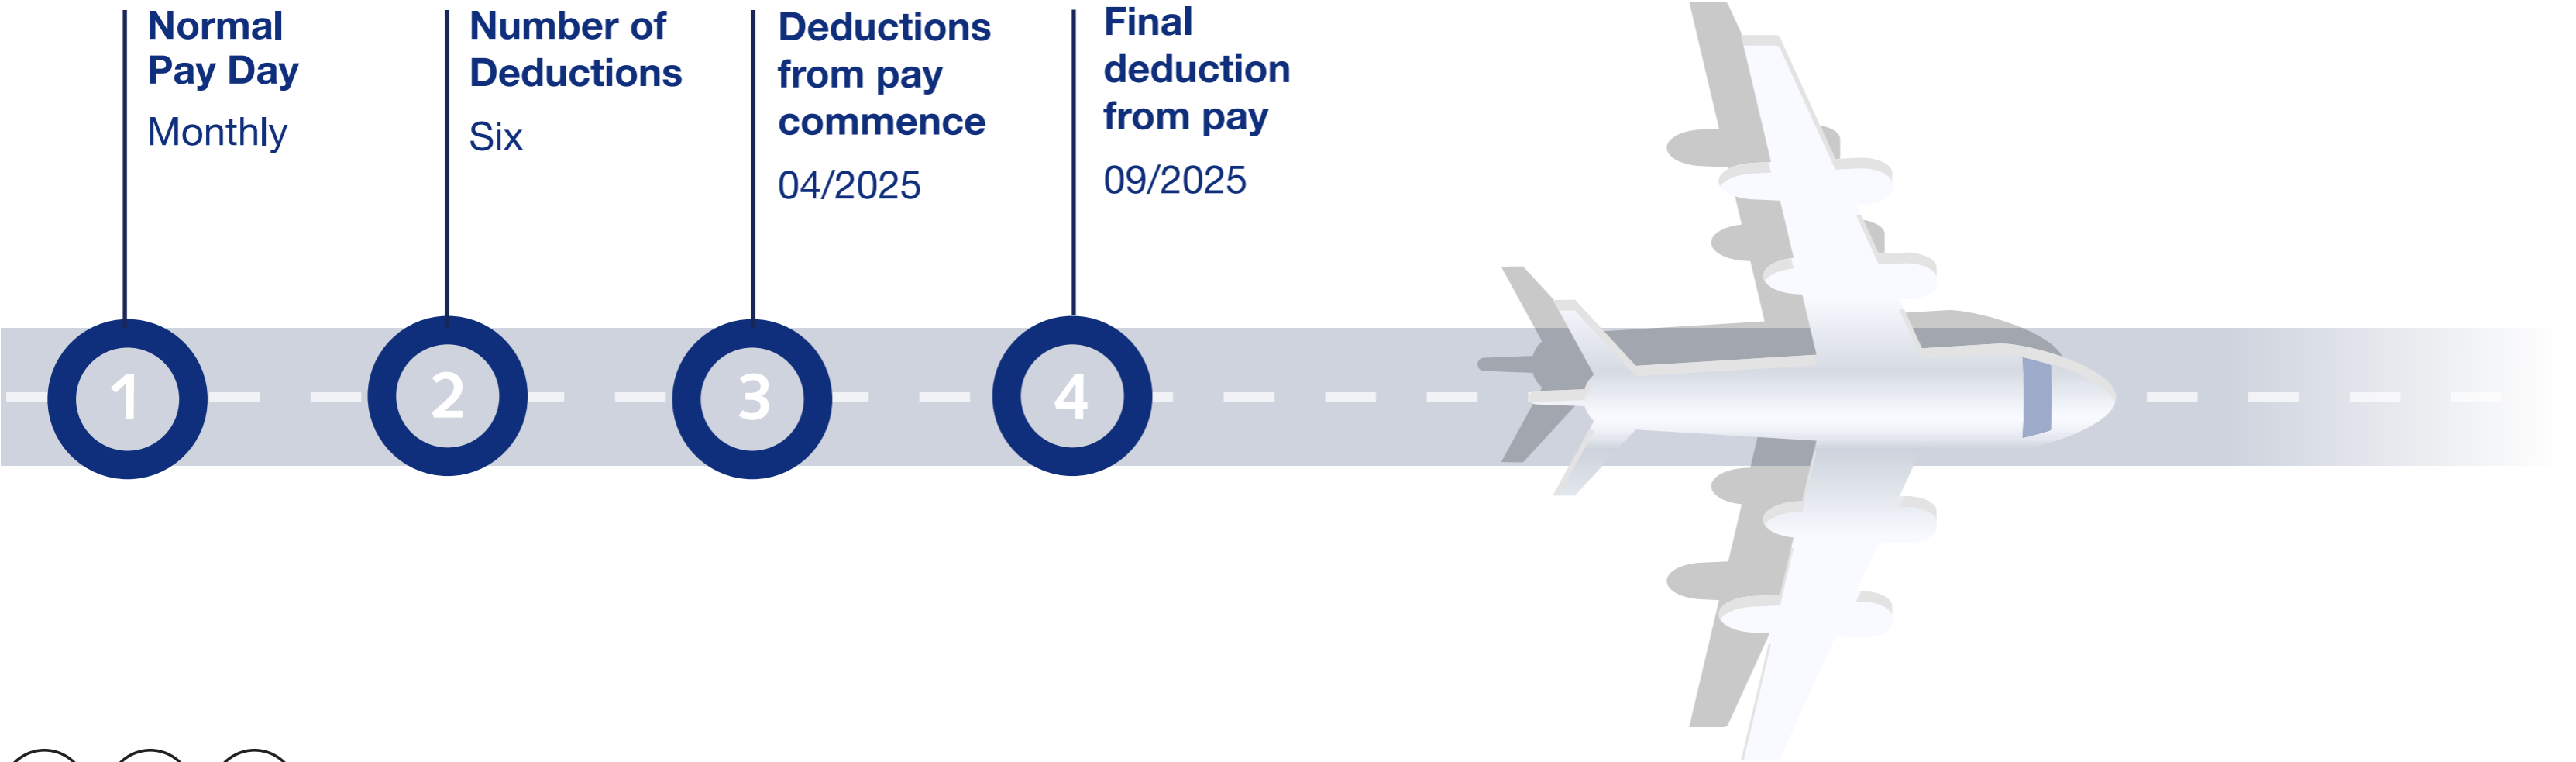 Normal
Pay Day
Monthly
Number of
Deductions
Six
Deductions
from pay
commence
04/2025
Final
deduction
from pay
09/2025
1
2
3
4